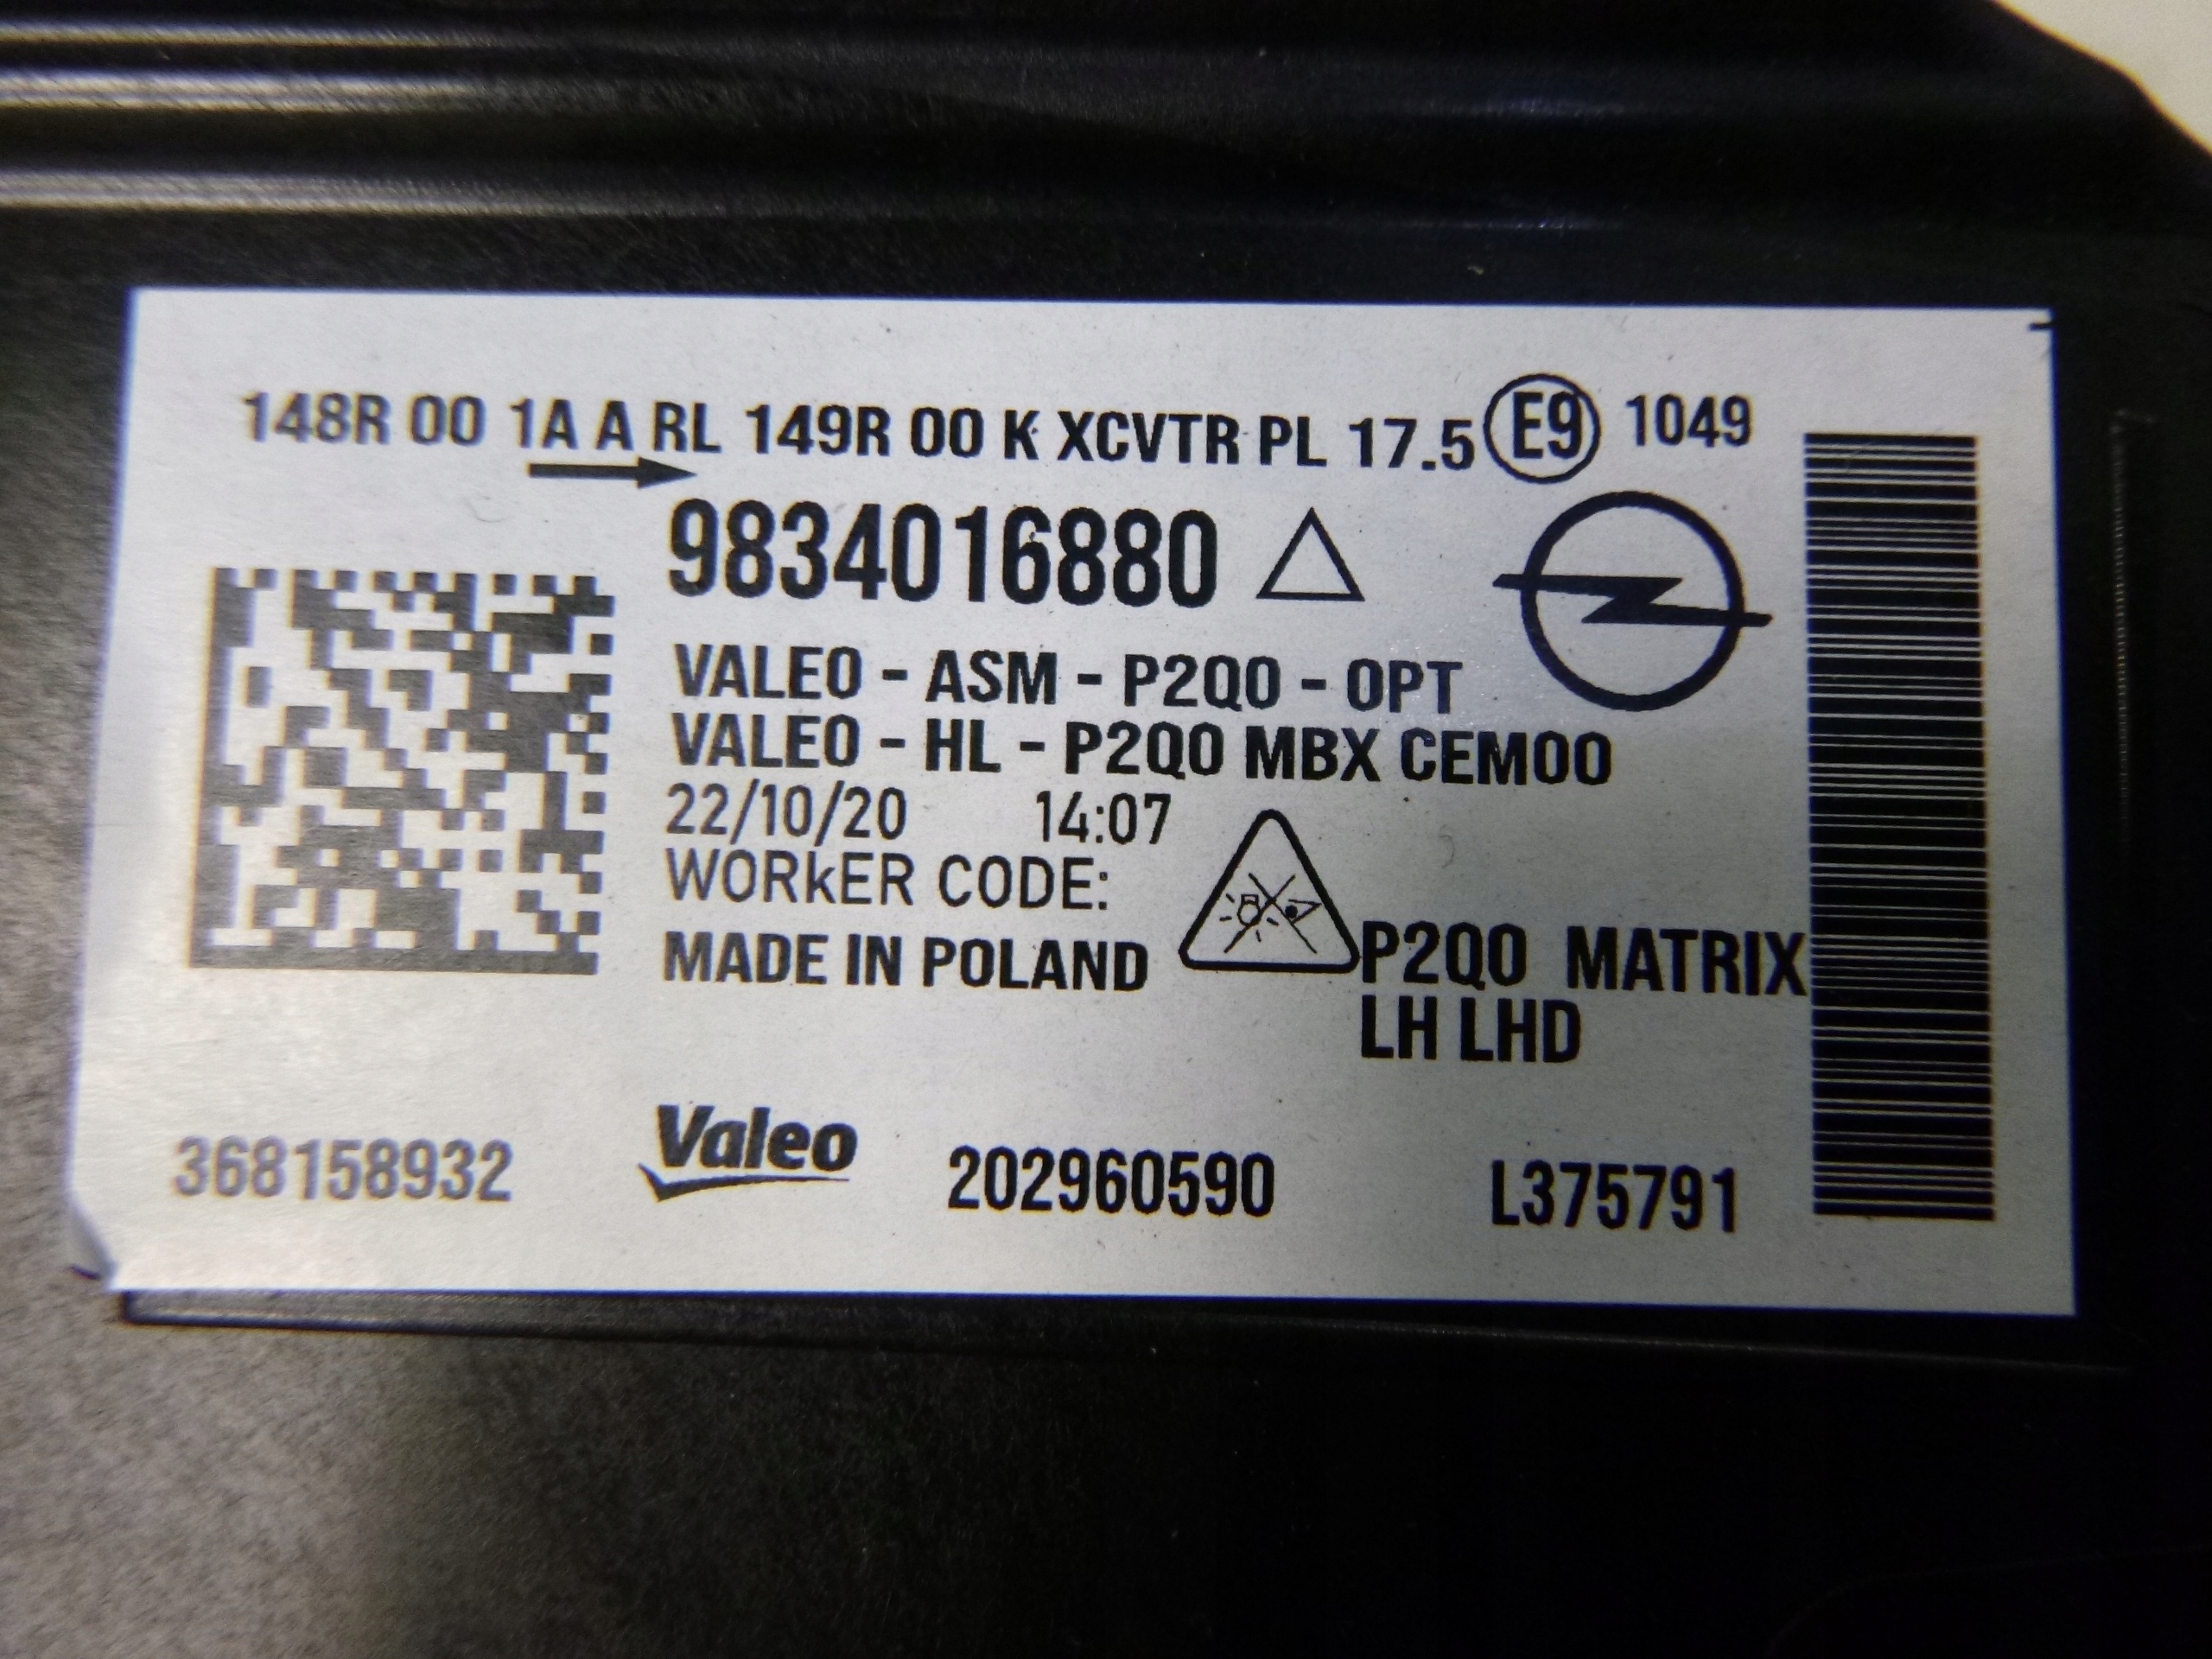 148R 00 1A A RL 149R 00 K XCVTR PL 17.5 E9 1049
9834016880
VALEO - ASM - P2Q0 - OPT
VALEO - HL - P2Q0 MBX CEM00
22/10/20 14:07
WORkER CODE:
MADE IN POLAND
P2Q0 MATRIX
LH LHD
368158932 Valeo 202960590 L375791